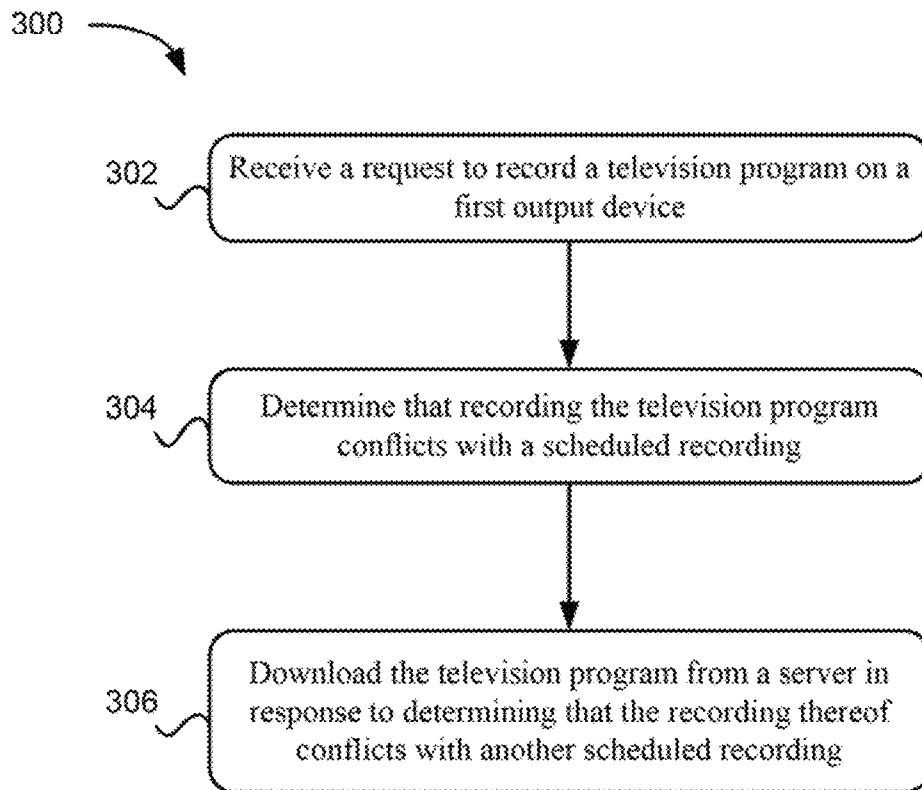 300
302
Receive a request to record a television program on a
first output device
304
Determine that recording the television program
conflicts with a scheduled recording
306
Download the television program from a server in
response to determining that the recording thereof
conflicts with another scheduled recording